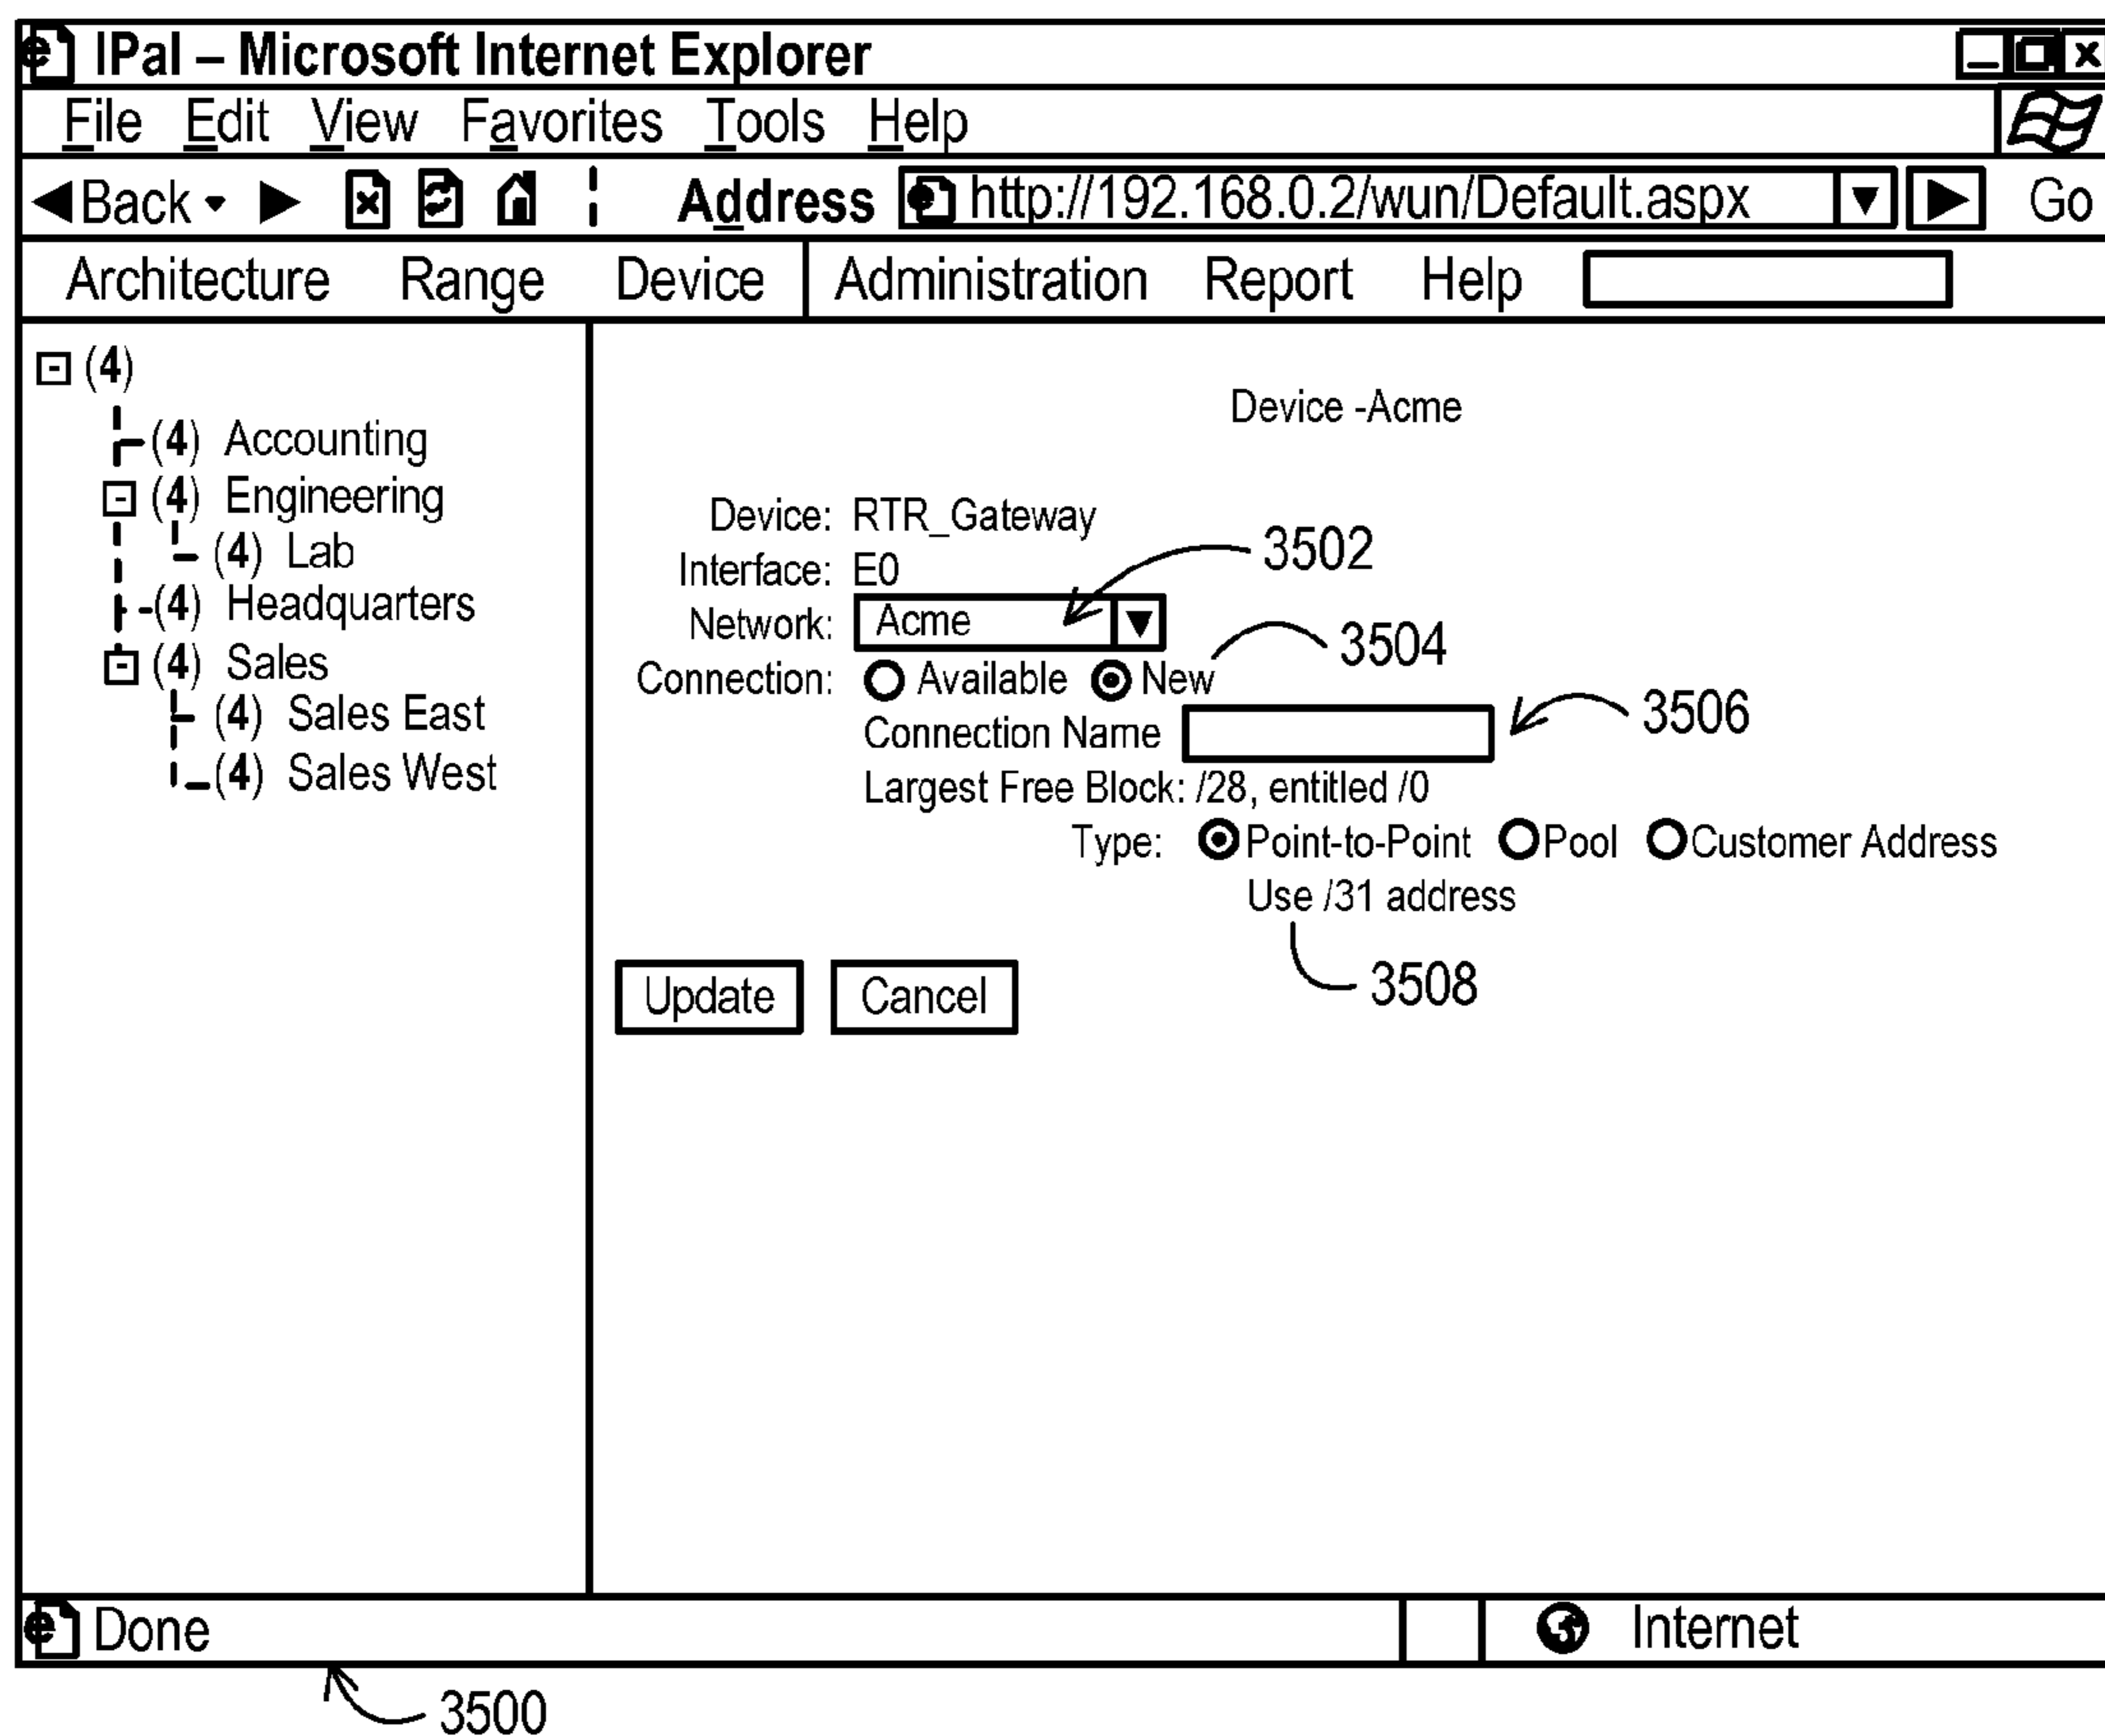 IPal – Microsoft Internet Explorer
File Edit View Favorites Tools Help
Back Address http://192.168.0.2/wun/Default.aspx Go
Architecture Range Device Administration Report Help
(4)
(4) Accounting
(4) Engineering
(4) Lab
(4) Headquarters
(4) Sales
(4) Sales East
(4) Sales West
Device -Acme
Device: RTR_Gateway
Interface: E0
3502
Network: Acme
3504
Connection: Available New
Connection Name
3506
Largest Free Block: /28, entitled /0
Type: Point-to-Point Pool Customer Address
Use /31 address
3508
Update Cancel
Done Internet
3500